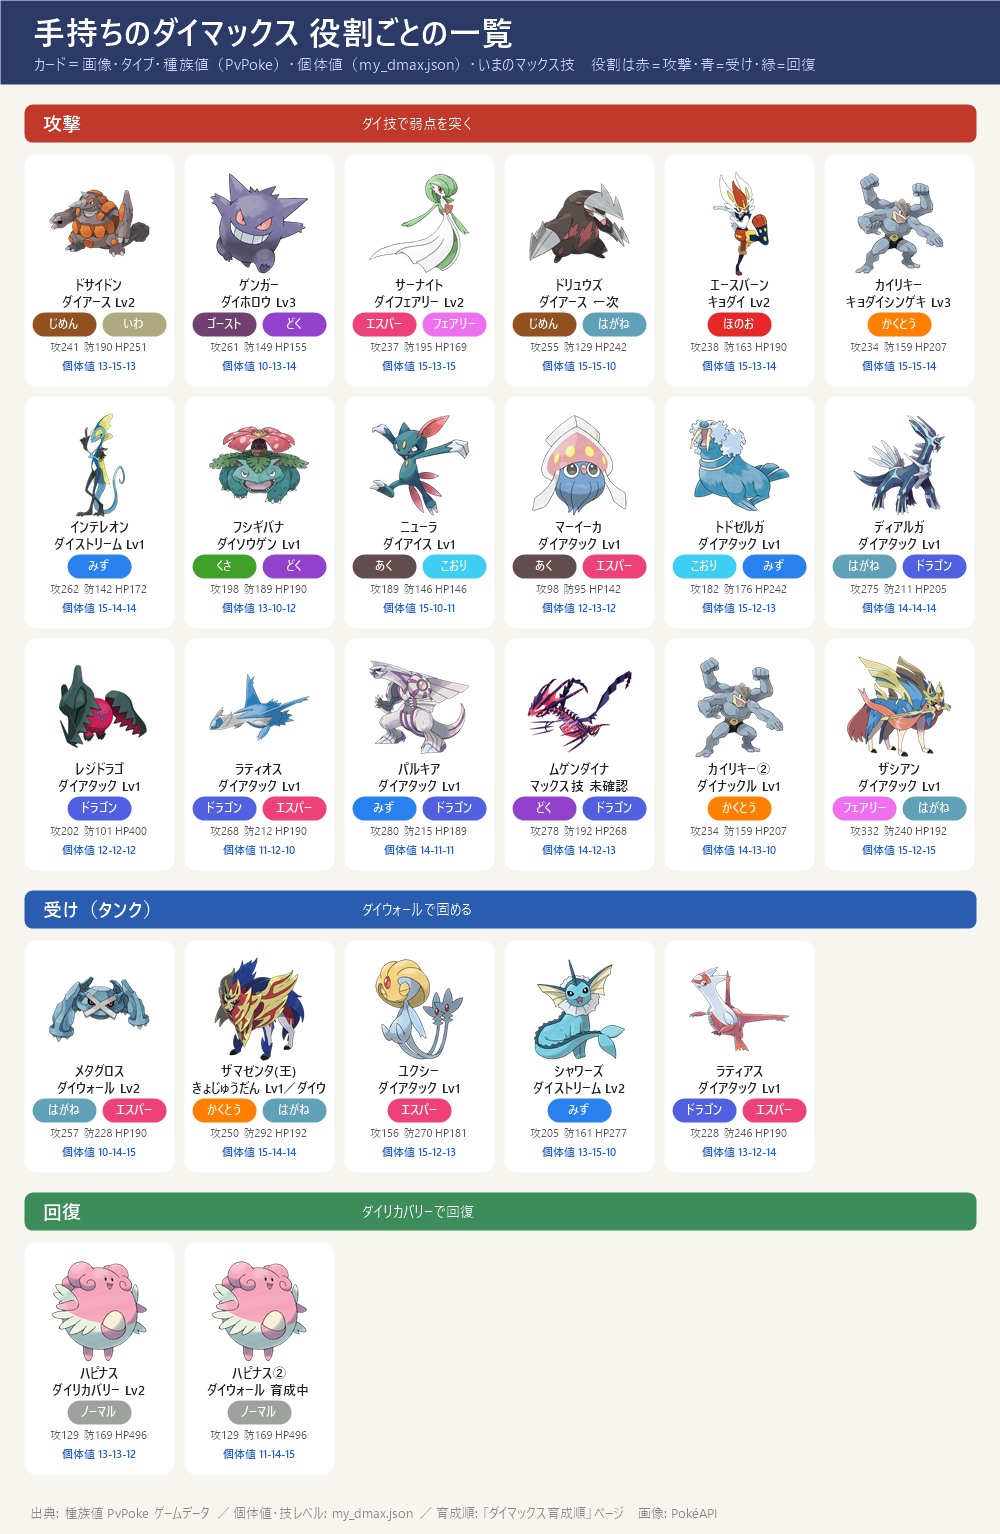 手持ちのダイマックス 役割ごとの一覧
カード＝画像・タイプ・種族値（PvPoke）・個体値（my_dmax.json）・いまのマックス技　役割は赤＝攻撃・青＝受け・緑＝回復
攻撃　ダイ技で弱点を突く
ドサイドン
ダイアース Lv2
じめん いわ
攻241 防190 HP251
個体値 13-15-13
ゲンガー
ダイホロウ Lv3
ゴースト どく
攻261 防149 HP155
個体値 10-13-14
サーナイト
ダイフェアリー Lv2
エスパー フェアリー
攻237 防195 HP169
個体値 15-13-15
ドリュウズ
ダイアース 一次
じめん はがね
攻255 防129 HP242
個体値 15-15-10
エースバーン
キョダイ Lv2
ほのお
攻238 防163 HP190
個体値 15-13-14
カイリキー
キョダイシンゲキ Lv3
かくとう
攻234 防159 HP207
個体値 15-15-14
インテレオン
ダイストリーム Lv1
みず
攻262 防142 HP172
個体値 15-14-14
フシギバナ
ダイソウゲン Lv1
くさ どく
攻198 防189 HP190
個体値 13-10-12
ニューラ
ダイアイス Lv1
あく こおり
攻189 防146 HP146
個体値 15-10-11
マーイーカ
ダイアタック Lv1
あく エスパー
攻98 防95 HP142
個体値 12-13-12
トドゼルガ
ダイアタック Lv1
こおり みず
攻182 防176 HP242
個体値 15-12-13
ディアルガ
ダイアタック Lv1
はがね ドラゴン
攻275 防211 HP205
個体値 14-14-14
レジドラゴ
ダイアタック Lv1
ドラゴン
攻202 防101 HP400
個体値 12-12-12
ラティオス
ダイアタック Lv1
ドラゴン エスパー
攻268 防212 HP190
個体値 11-12-10
パルキア
ダイアタック Lv1
みず ドラゴン
攻280 防215 HP189
個体値 14-11-11
ムゲンダイナ
マックス技 未確認
どく ドラゴン
攻278 防192 HP268
個体値 14-12-13
カイリキー②
ダイナックル Lv1
かくとう
攻234 防159 HP207
個体値 14-13-10
ザシアン
ダイアタック Lv1
フェアリー はがね
攻332 防240 HP192
個体値 15-12-15
受け（タンク）　ダイウォールで固める
メタグロス
ダイウォール Lv2
はがね エスパー
攻257 防228 HP190
個体値 10-14-15
ザマゼンタ(王)
きょじゅうだん Lv1／ダイウ
かくとう はがね
攻250 防292 HP192
個体値 15-14-14
ユクシー
ダイアタック Lv1
エスパー
攻156 防270 HP181
個体値 15-12-13
シャワーズ
ダイストリーム Lv2
みず
攻205 防161 HP277
個体値 13-15-10
ラティアス
ダイアタック Lv1
ドラゴン エスパー
攻228 防246 HP190
個体値 13-12-14
回復　ダイリカバリーで回復
ハピナス
ダイリカバリー Lv2
ノーマル
攻129 防169 HP496
個体値 13-13-12
ハピナス②
ダイウォール 育成中
ノーマル
攻129 防169 HP496
個体値 11-14-15
出典: 種族値 PvPoke ゲームデータ ／ 個体値・技レベル: my_dmax.json ／ 育成順:「ダイマックス育成順」ページ　画像: PokéAPI